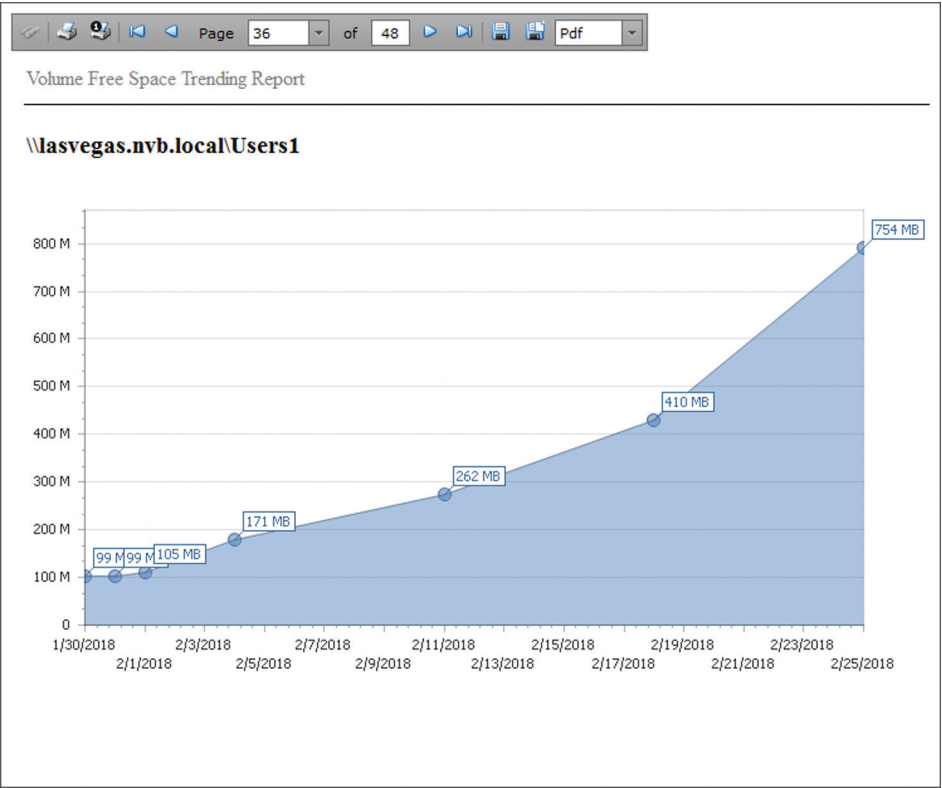 Page 36 of 48 Pdf
Volume Free Space Trending Report
\\lasvegas.nvb.local\Users1
800 M
700 M
600 M
500 M
400 M
300 M
200 M
100 M
0
99 M
99 M
105 MB
171 MB
262 MB
410 MB
754 MB
1/30/2018 2/3/2018 2/7/2018 2/11/2018 2/15/2018 2/19/2018 2/23/2018
2/1/2018 2/5/2018 2/9/2018 2/13/2018 2/17/2018 2/21/2018 2/25/2018